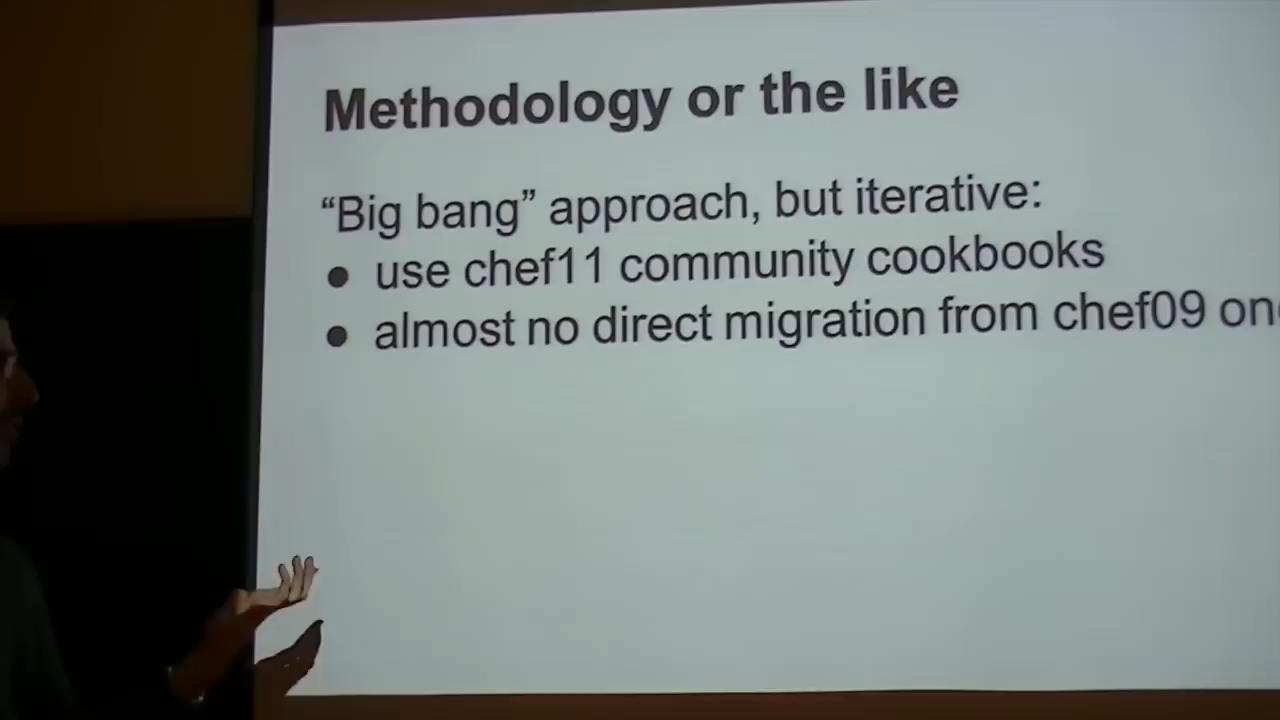 Methodology or the like
“Big bang” approach, but iterative:
● use chef11 community cookbooks
● almost no direct migration from chef09